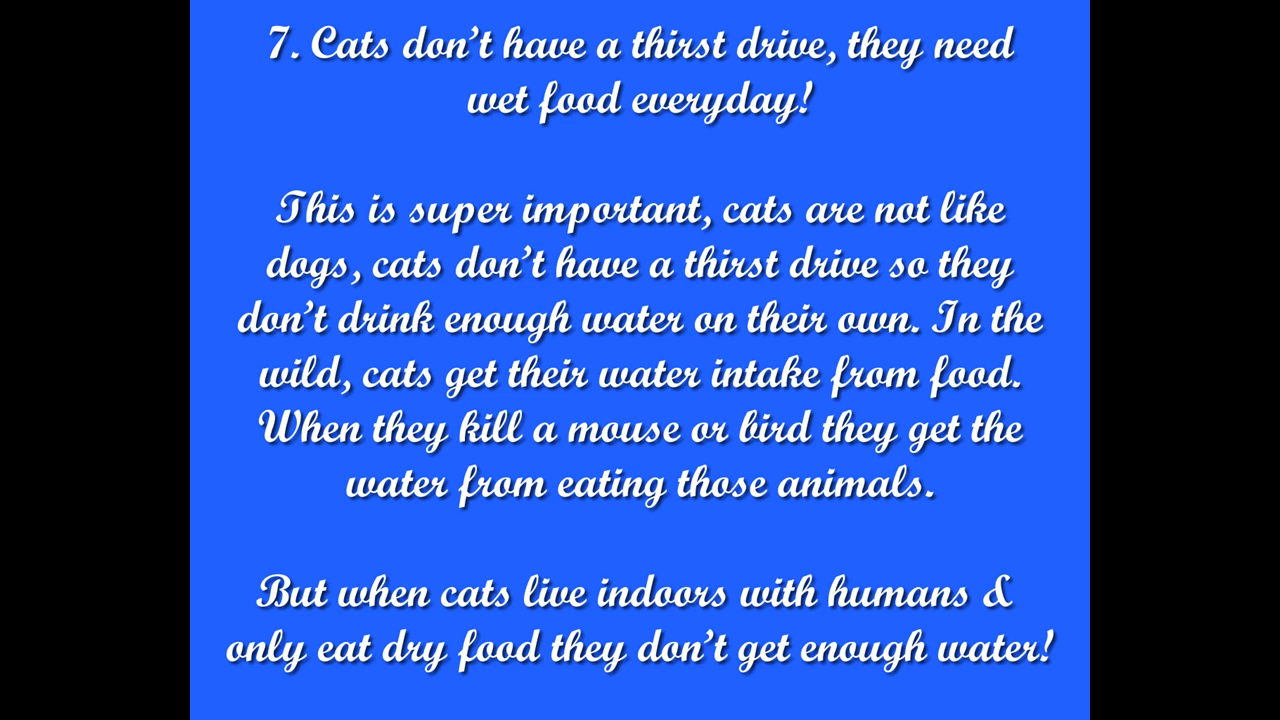 7. Cats don't have a thirst drive, they need
wet food everyday!
This is super important, cats are not like
dogs, cats don't have a thirst drive so they
don't drink enough water on their own. In the
wild, cats get their water intake from food.
When they kill a mouse or bird they get the
water from eating those animals.
But when cats live indoors with humans &
only eat dry food they don't get enough water!